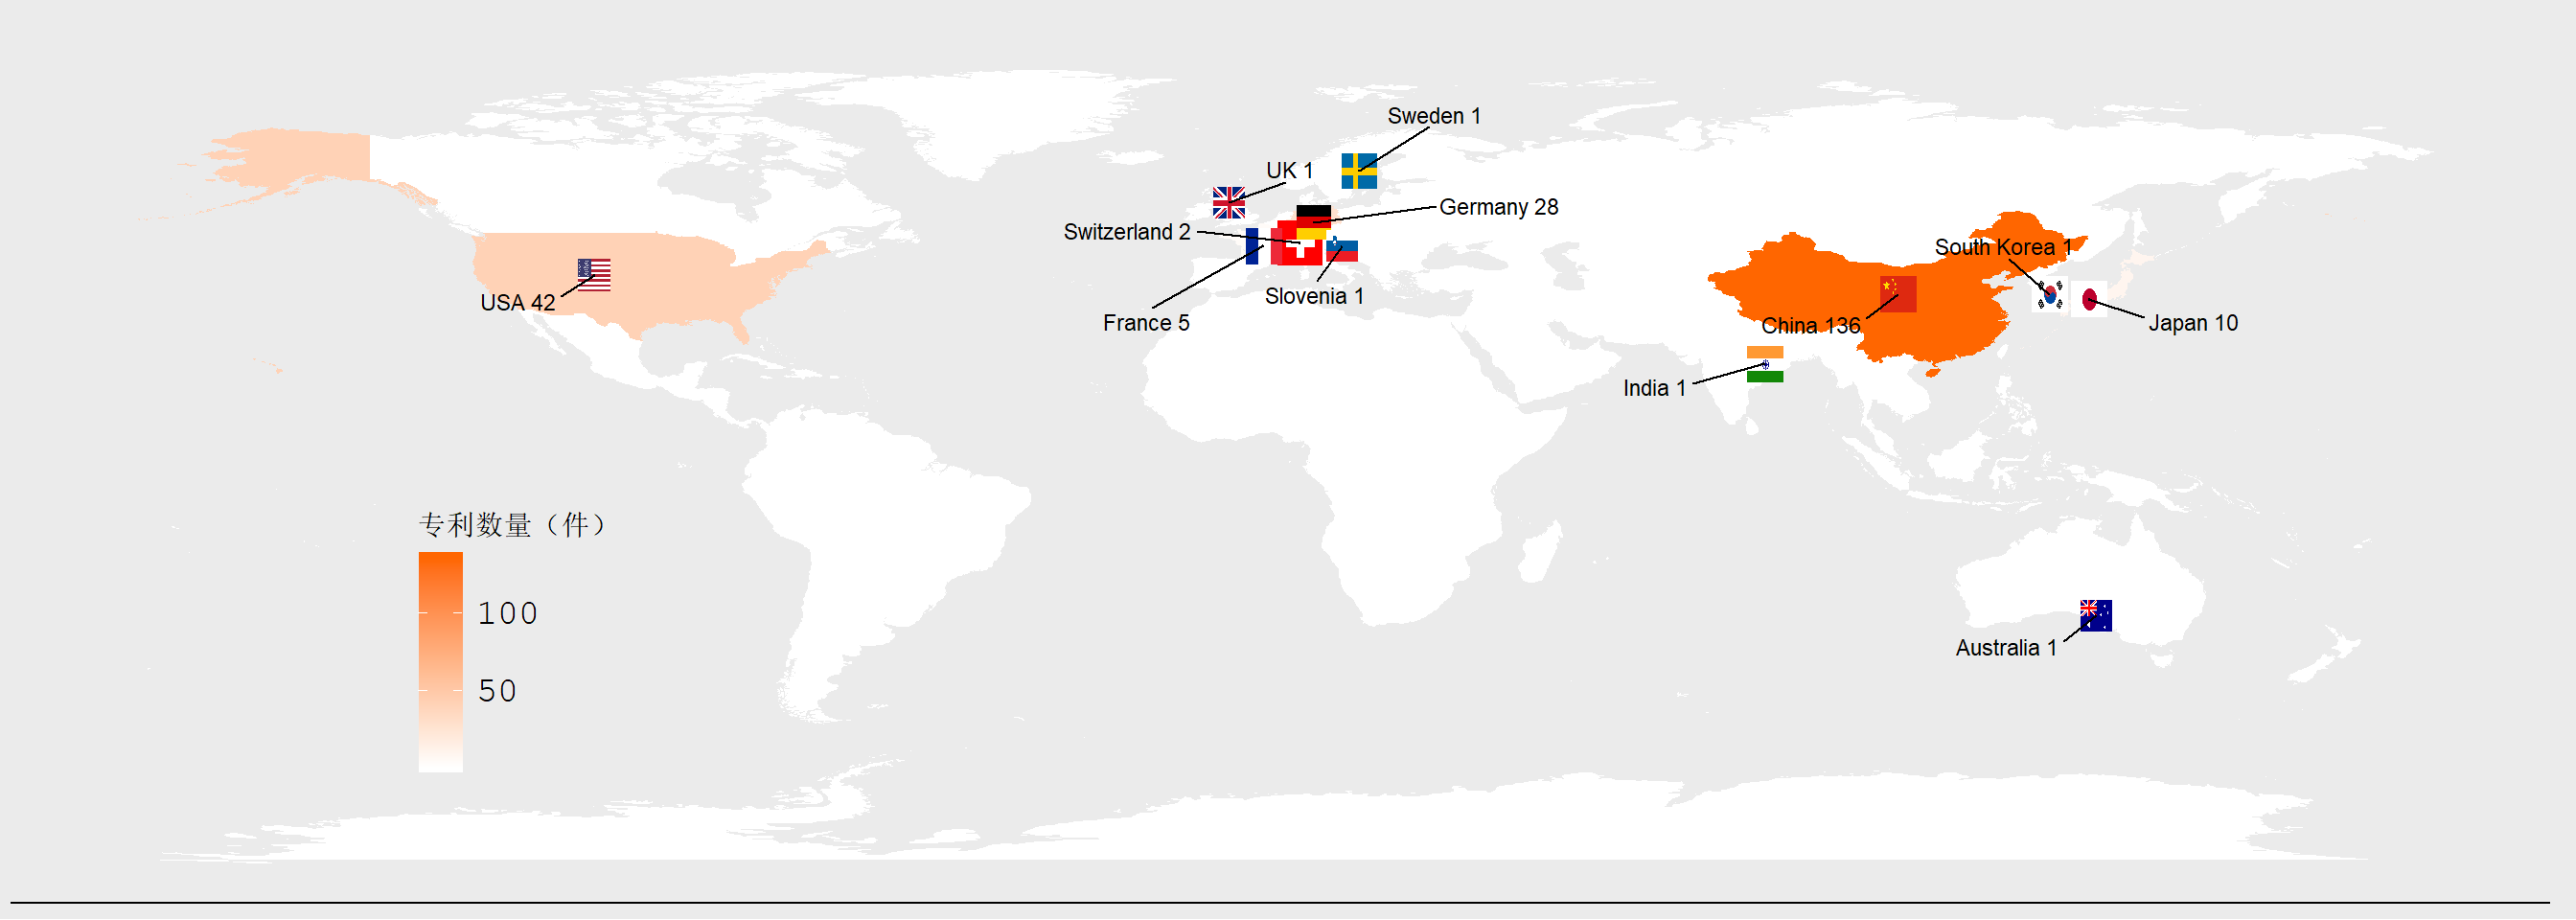 Sweden 1
UK 1
Germany 28
Switzerland 2
South Korea 1
Slovenia 1
USA 42
France 5
China 136
Japan 10
India 1
专利数量（件）
100
50
Australia 1